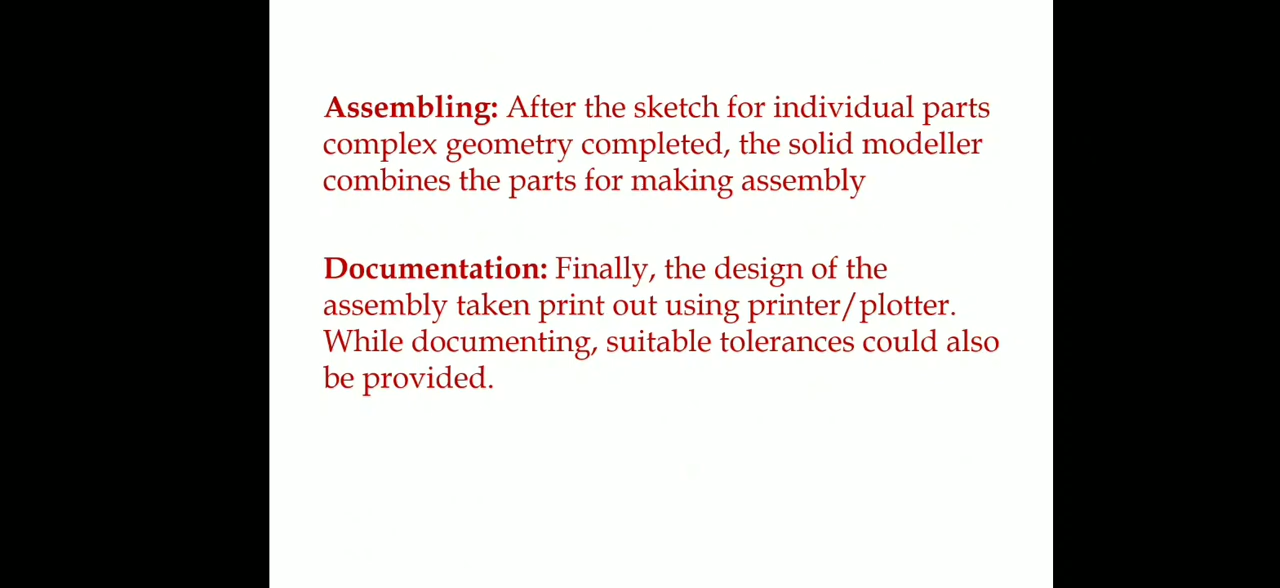 Assembling: After the sketch for individual parts
complex geometry completed, the solid modeller
combines the parts for making assembly
Documentation: Finally, the design of the
assembly taken print out using printer/plotter.
While documenting, suitable tolerances could also
be provided.